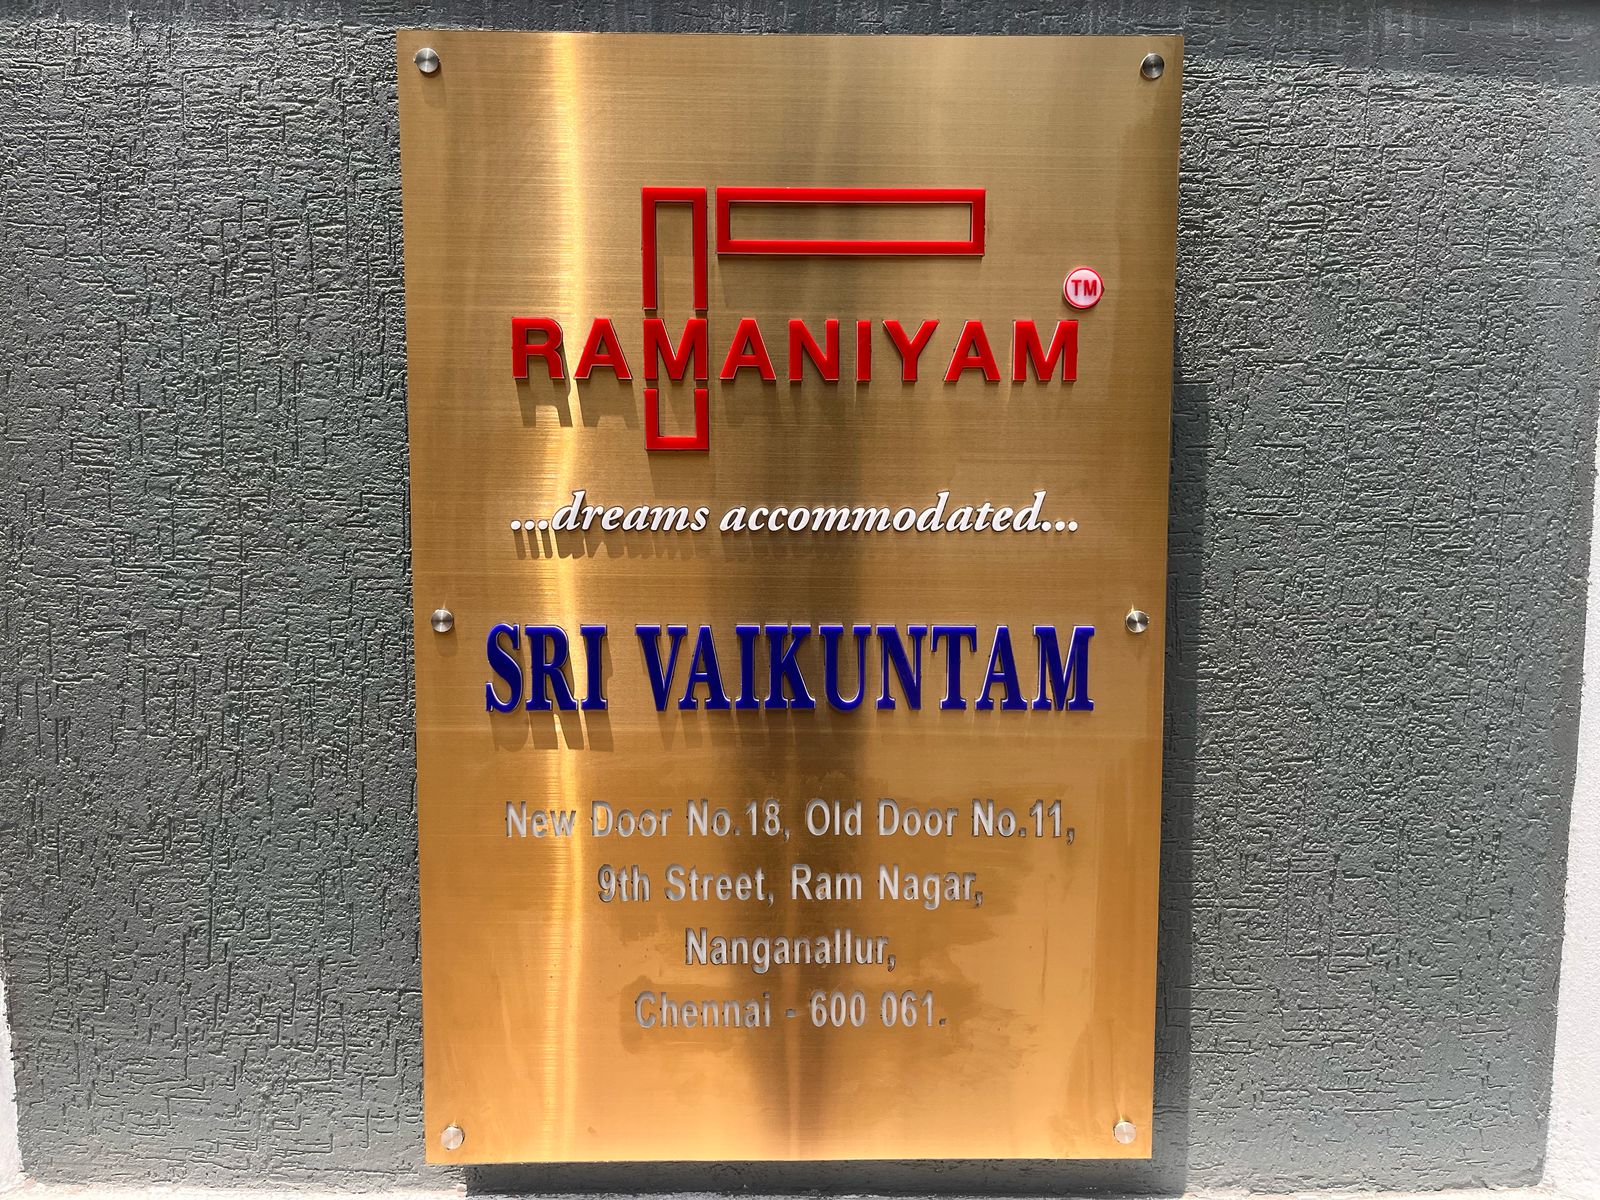 RAMANIYAM TM
...dreams accommodated...
SRI VAIKUNTAM
New Door No.18, Old Door No.11,
9th Street, Ram Nagar,
Nanganallur,
Chennai - 600 061.